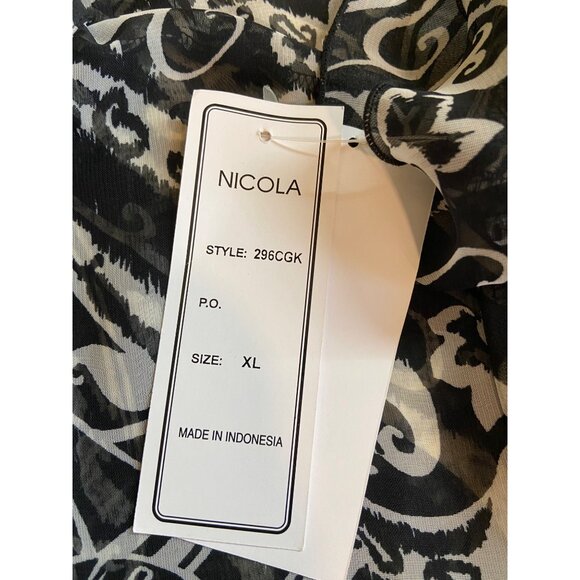 NICOLA
STYLE: 296CGK
P.O.
SIZE: XL
MADE IN INDONESIA